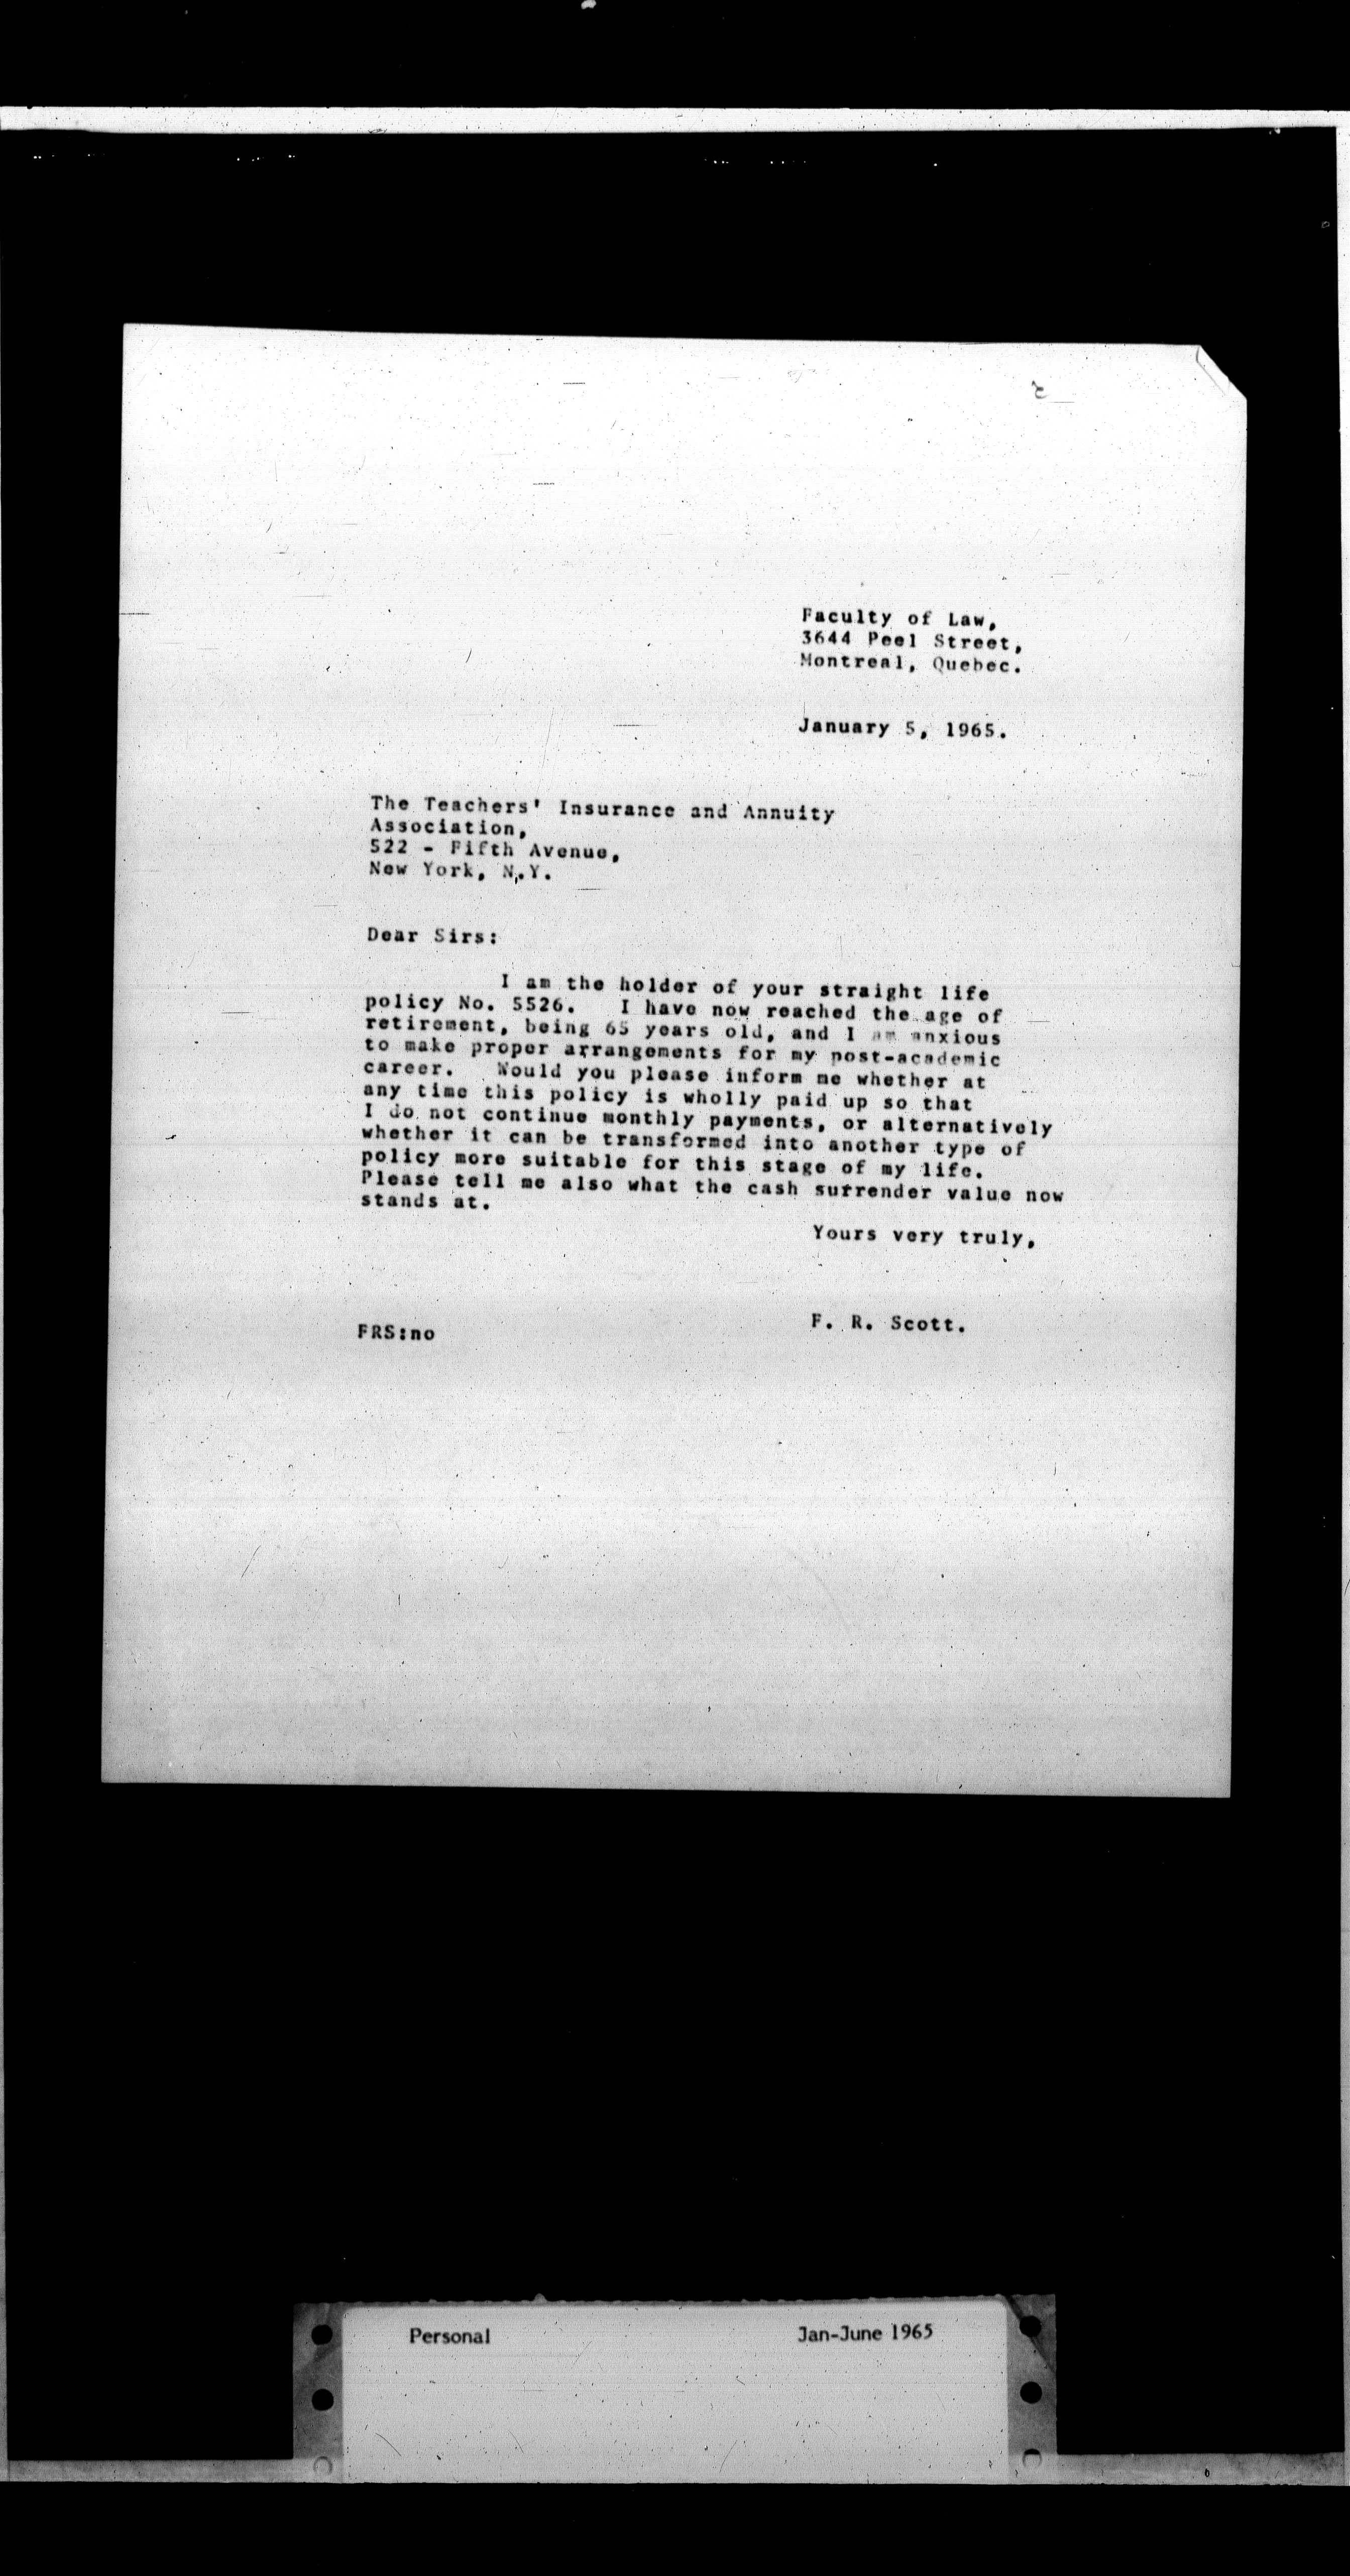 Faculty of Law,
3644 Peel Street,
Montreal, Quebec.
January 5, 1965.
The Teachers' Insurance and Annuity
Association,
522 - Fifth Avenue,
New York, N.Y.
Dear Sirs:
I am the holder of your straight life
policy No. 5526. I have now reached the age of
retirement, being 65 years old, and I am anxious
to make proper arrangements for my post-academic
career. Would you please inform me whether at
any time this policy is wholly paid up so that
I do not continue monthly payments, or alternatively
whether it can be transformed into another type of
policy more suitable for this stage of my life.
Please tell me also what the cash surrender value now
stands at.
Yours very truly,
F. R. Scott.
FRS:no
Personal Jan-June 1965